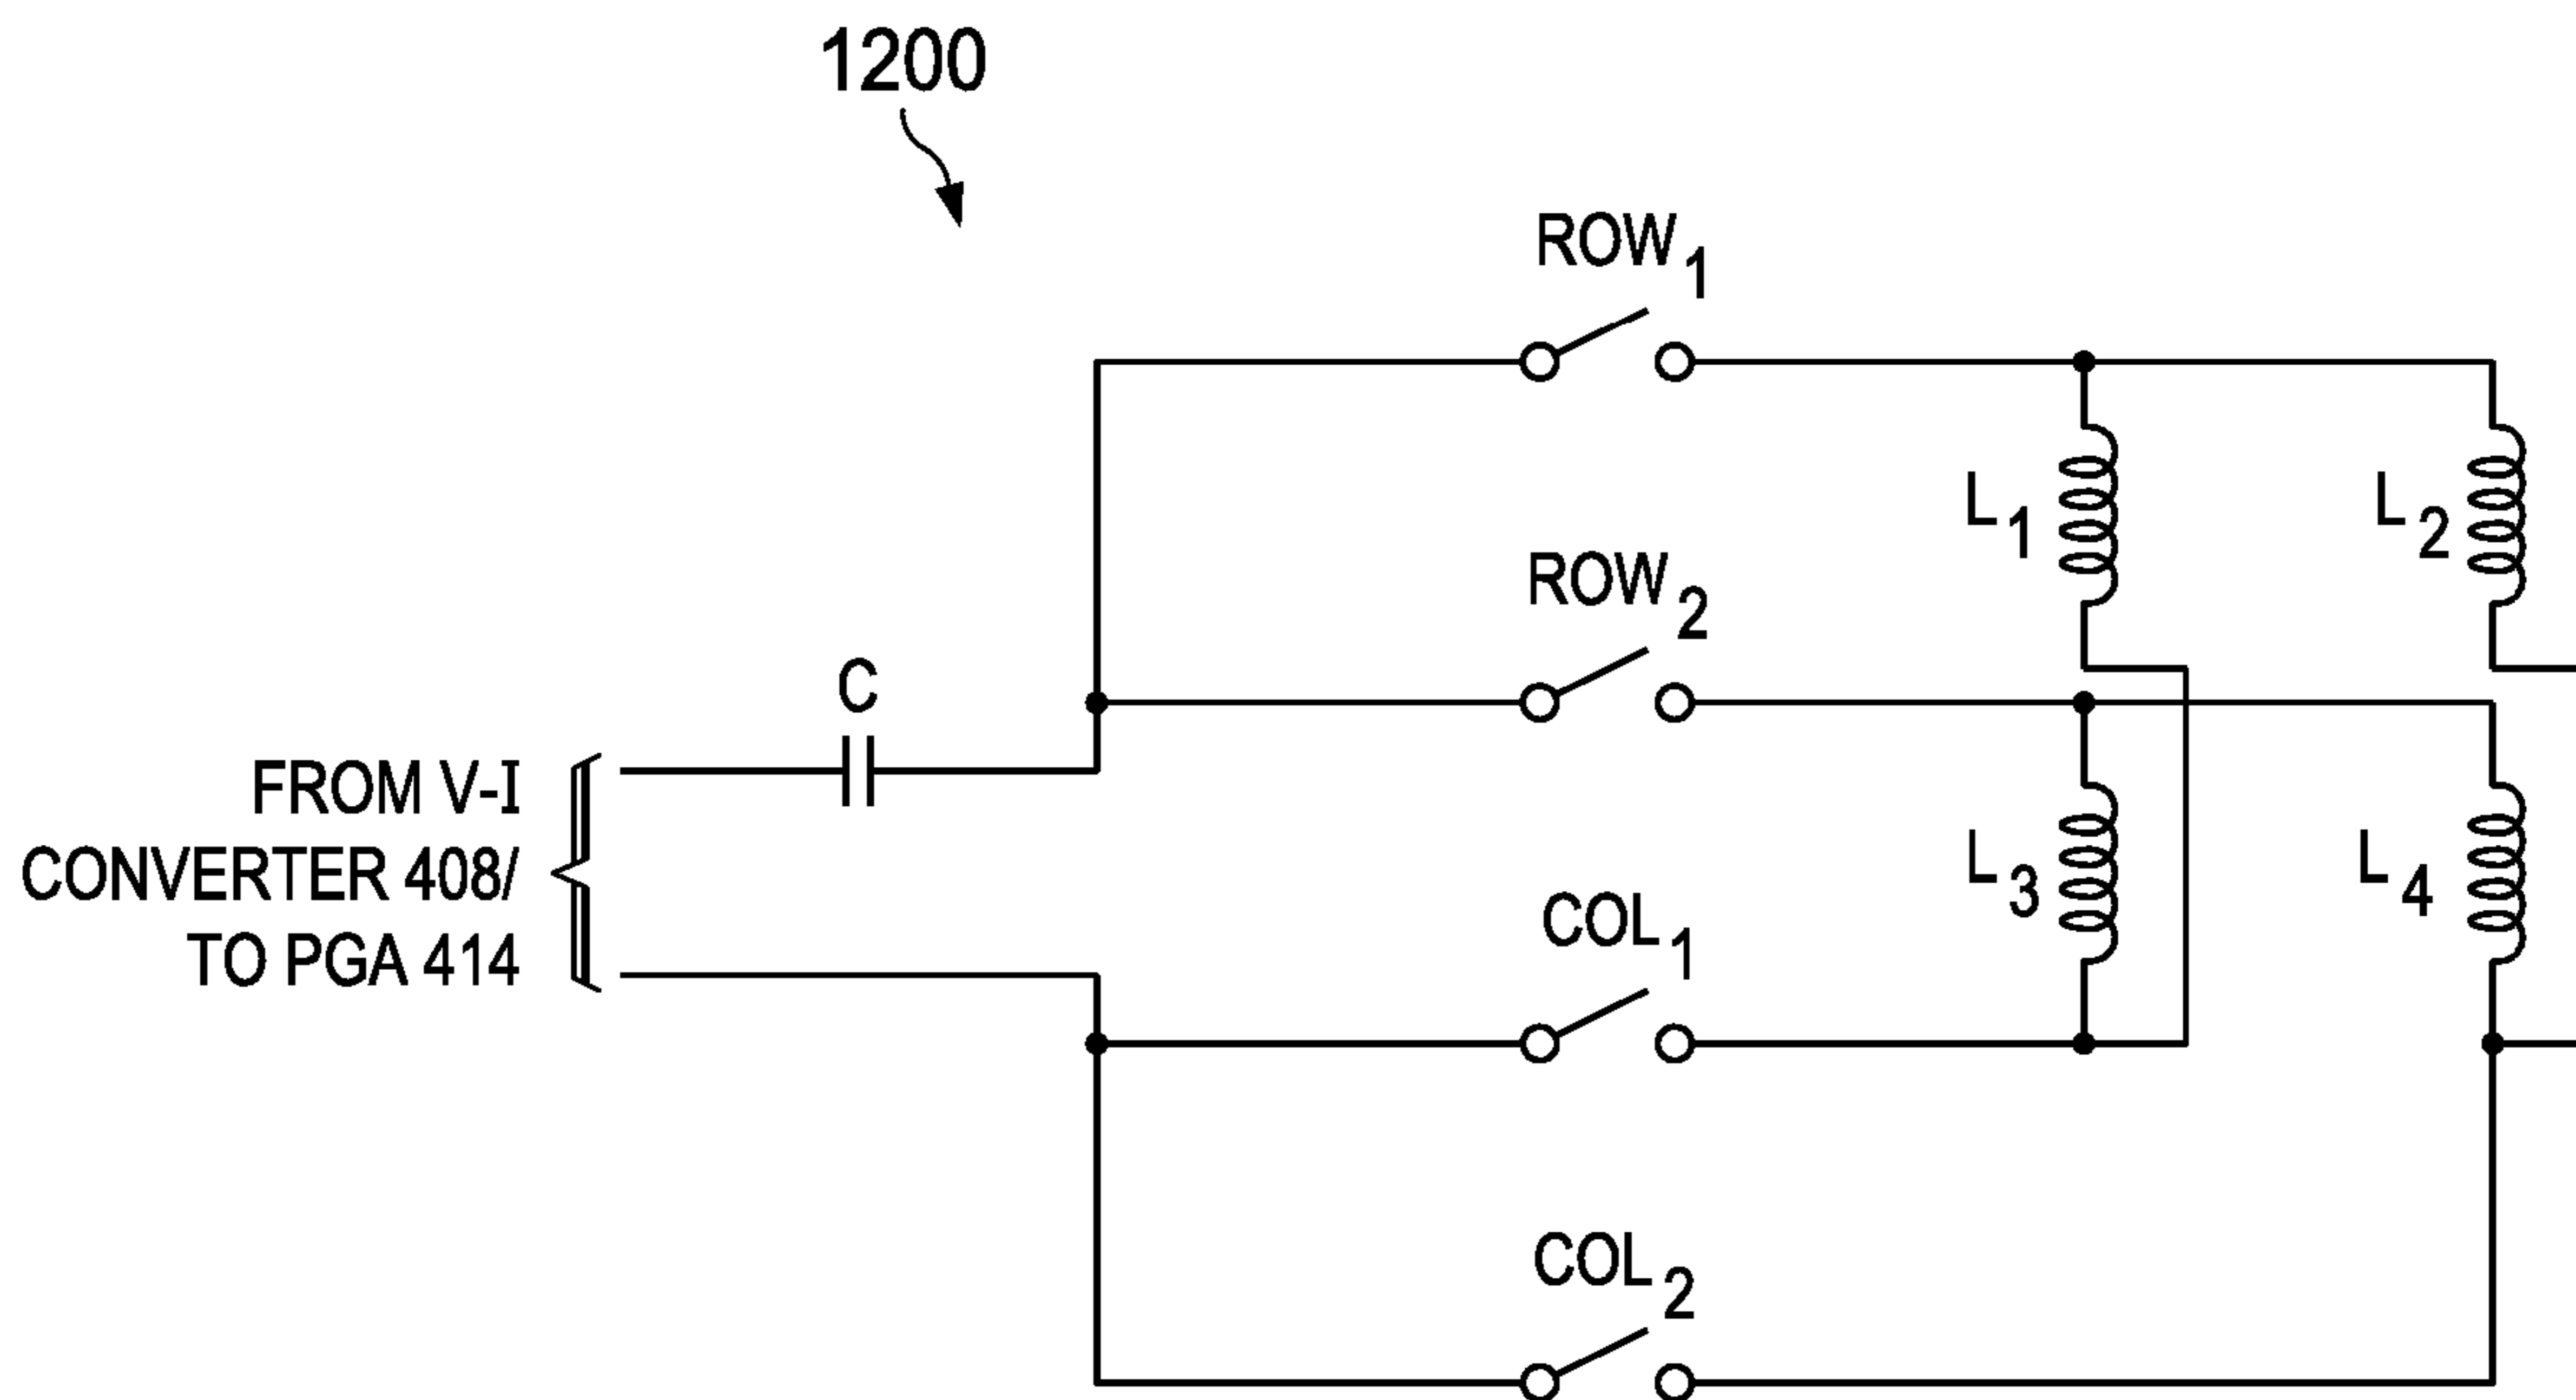 1200
ROW1
ROW2
C
L1
L2
FROM V-I
CONVERTER 408/
TO PGA 414
L3
L4
COL1
COL2